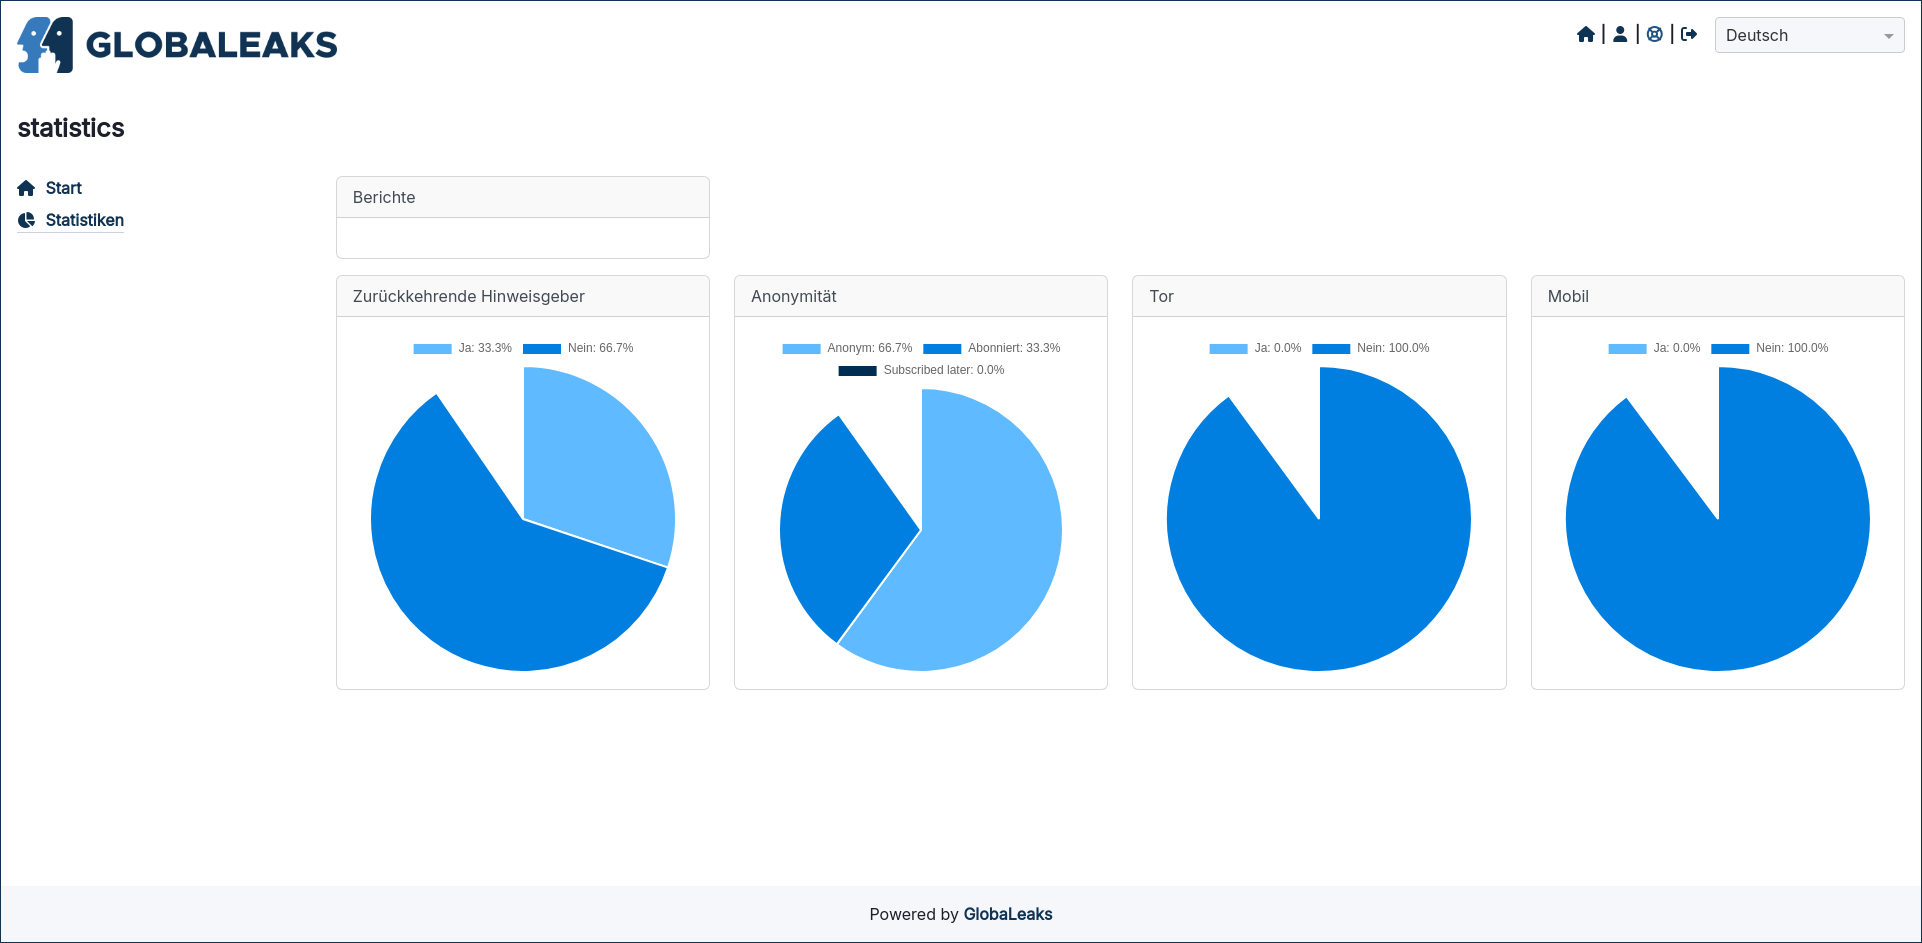 GLOBALEAKS
Deutsch
statistics
Start
Statistiken
Berichte
Zurückkehrende Hinweisgeber
Ja: 33.3% Nein: 66.7%
Anonymität
Anonym: 66.7% Abonniert: 33.3%
Subscribed later: 0.0%
Tor
Ja: 0.0% Nein: 100.0%
Mobil
Ja: 0.0% Nein: 100.0%
Powered by GlobaLeaks